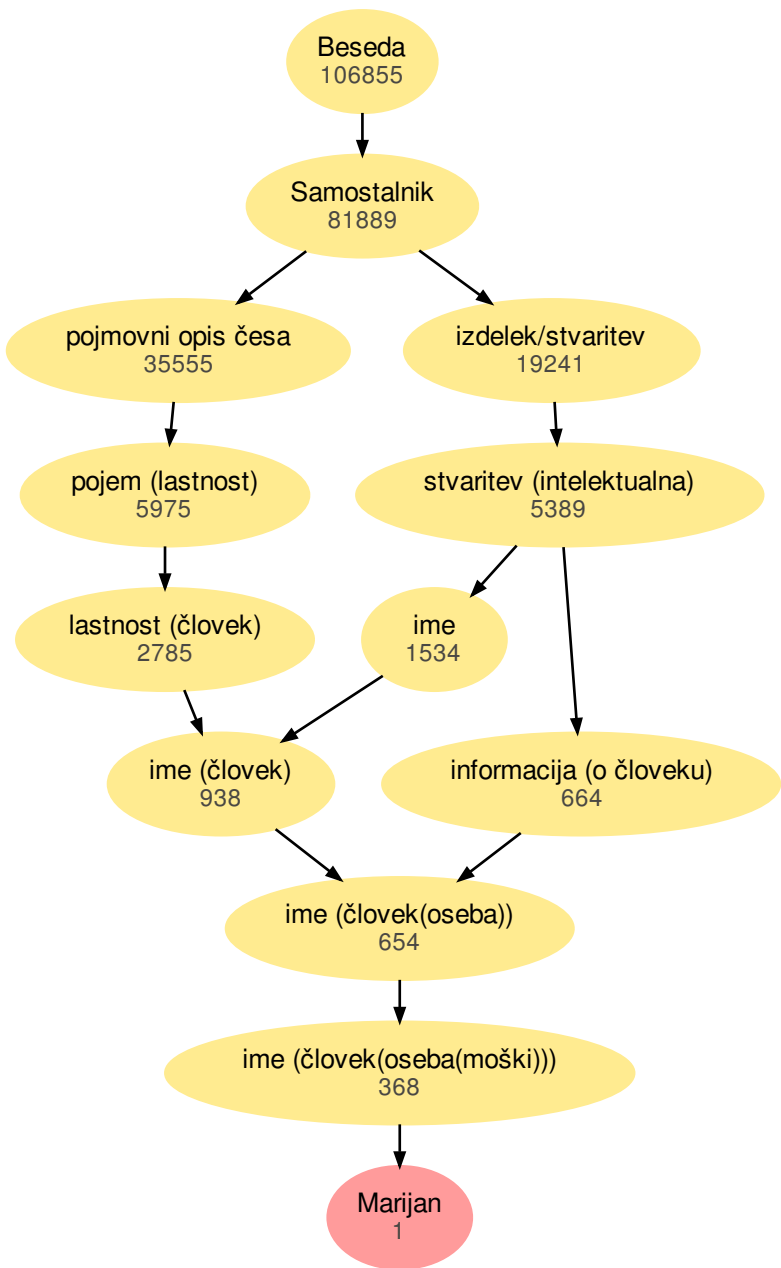 Beseda
106855
Samostalnik
81889
pojmovni opis česa
35555
izdelek/stvaritev
19241
pojem (lastnost)
5975
stvaritev (intelektualna)
5389
lastnost (človek)
2785
ime
1534
ime (človek)
938
informacija (o človeku)
664
ime (človek(oseba))
654
ime (človek(oseba(moški)))
368
Marijan
1